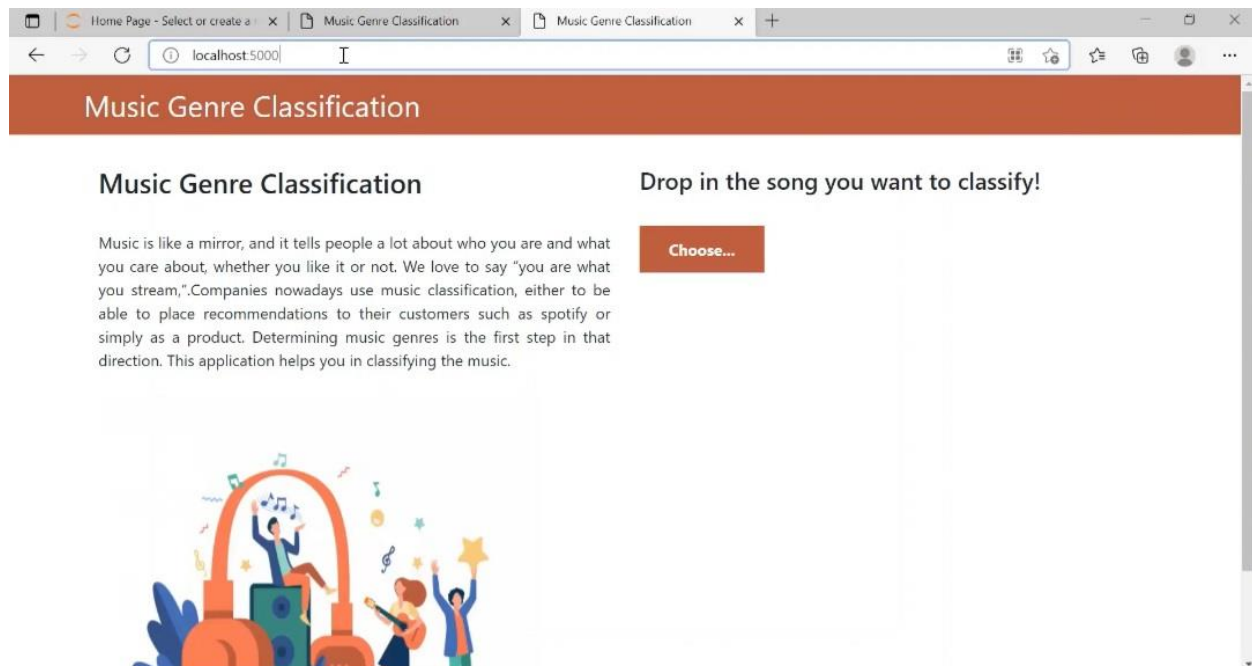 Home Page - Select or create a
Music Genre Classification
Music Genre Classification
localhost:5000
Music Genre Classification
Music Genre Classification
Music is like a mirror, and it tells people a lot about who you are and what
you care about, whether you like it or not. We love to say “you are what
you stream,”.Companies nowadays use music classification, either to be
able to place recommendations to their customers such as spotify or
simply as a product. Determining music genres is the first step in that
direction. This application helps you in classifying the music.
Drop in the song you want to classify!
Choose...